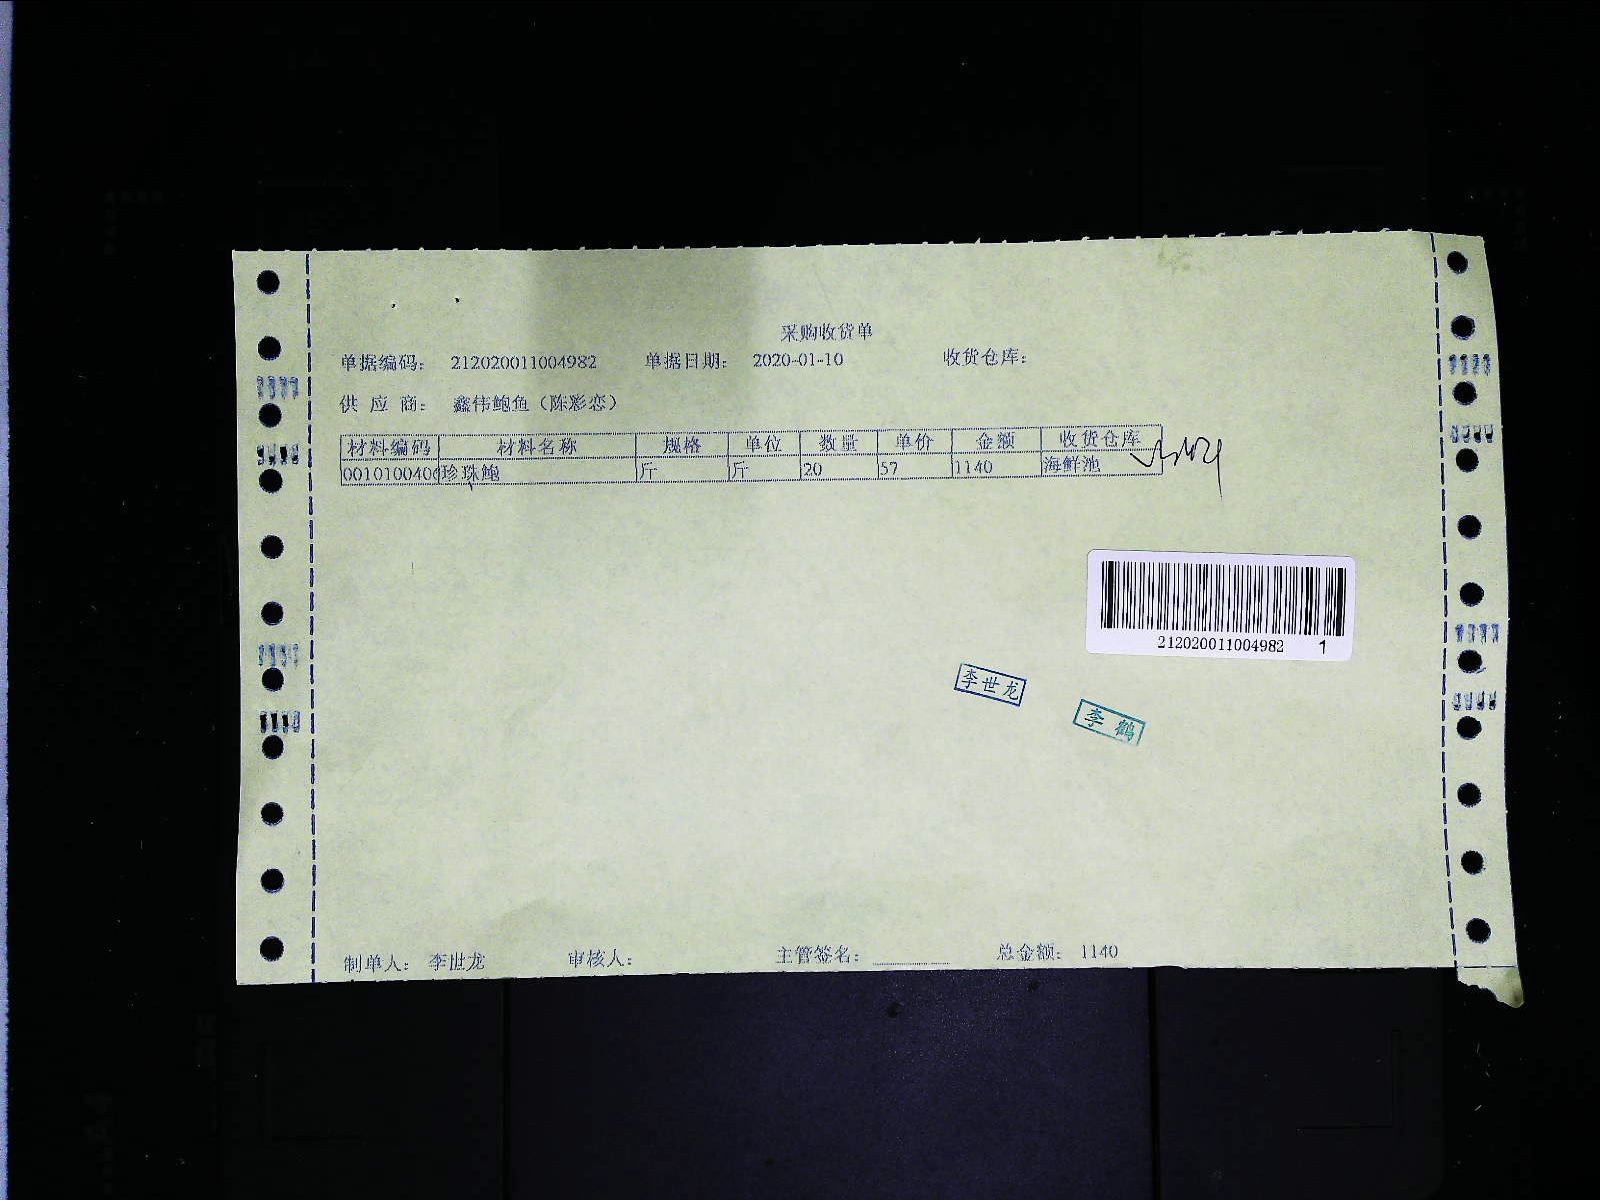 采购收货单
单据编码: 212020011004982 单据日期: 2020-01-10 收货仓库:
供 应 商: 鑫伟鲍鱼（陈彩恋）
材料编码 材料名称 规格 单位 数量 单价 金额 收货仓库
0010100400 珍珠鲍 斤 斤 20 57 1140 海鲜池
212020011004982 1
李世龙
李鹤
制单人: 李世龙 审核人: 主管签名: 总金额: 1140